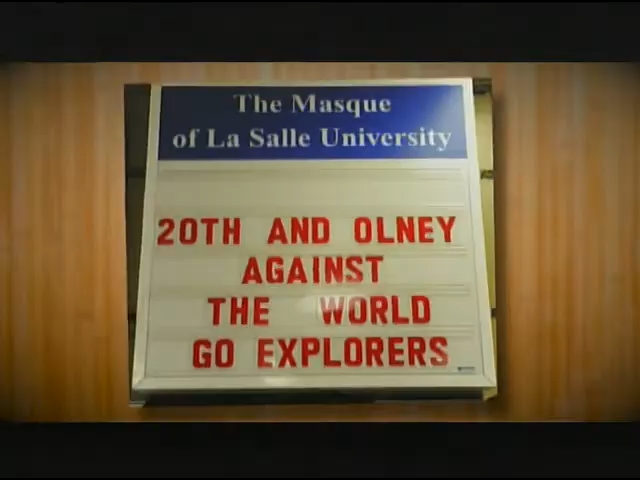 The Masque
of La Salle University
20TH AND OLNEY
AGAINST
THE WORLD
GO EXPLORERS